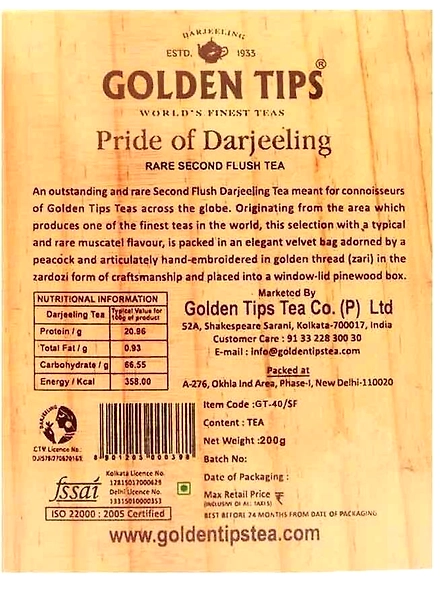 DARJEELING
ESTD. 1933
GOLDEN TIPS®
WORLD'S FINEST TEAS
Pride of Darjeeling
RARE SECOND FLUSH TEA
An outstanding and rare Second Flush Darjeeling Tea meant for connoisseurs
of Golden Tips Teas across the globe. Originating from the area which
produces one of the finest teas in the world, this selection with a typical
and rare muscatel flavour, is packed in an elegant velvet bag adorned by a
peacock and articulately hand-embroidered in golden thread (zari) in the
zardozi form of craftsmanship and placed into a window-lid pinewood box.
NUTRITIONAL INFORMATION
Darjeeling Tea Typical Value for 100g of product
Protein / g 20.96
Total Fat / g 0.93
Carbohydrate / g 66.55
Energy / Kcal 358.00
Marketed By
Golden Tips Tea Co. (P) Ltd
52A, Shakespeare Sarani, Kolkata-700017, India
Customer Care : 91 33 228 300 30
E-mail : info@goldentipstea.com
Packed at
A-276, Okhla Ind Area, Phase-I, New Delhi-110020
DARJEELING
CTM Licence No.:
8 901205 000398
Item Code :GT-40/SF
Content : TEA
Net Weight :200g
Batch No:
Date of Packaging :
Max Retail Price ₹
(INCLUSIVE OF ALL TAXES)
BEST BEFORE 24 MONTHS FROM DATE OF PACKAGING
fssai
Kolkata Licence No.
12815017000629
Delhi Licence No.
13315010000353
ISO 22000 : 2005 Certified
www.goldentipstea.com